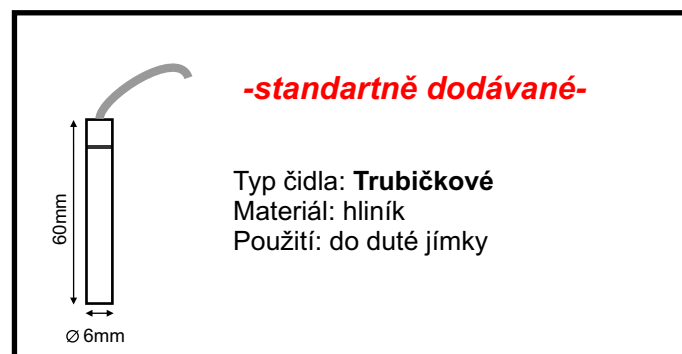 -standartně dodávané-
Typ čidla: Trubičkové
Materiál: hliník
Použití: do duté jímky
60mm
∅ 6mm